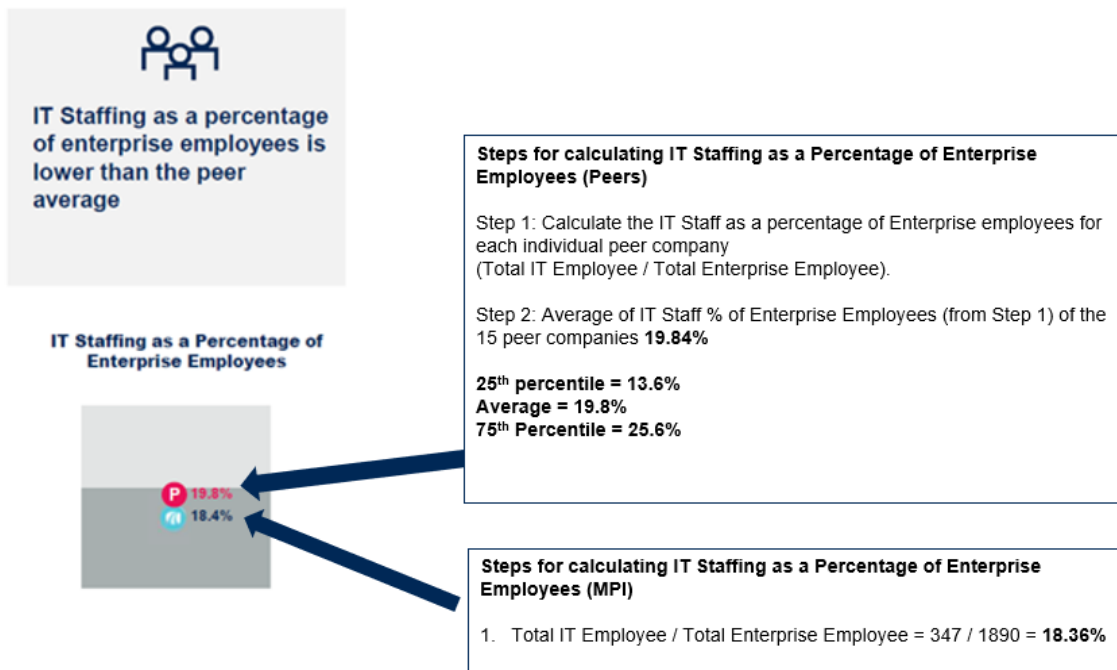 IT Staffing as a percentage
of enterprise employees is
lower than the peer
average
IT Staffing as a Percentage of
Enterprise Employees
P 19.8%
18.4%
Steps for calculating IT Staffing as a Percentage of Enterprise
Employees (Peers)
Step 1: Calculate the IT Staff as a percentage of Enterprise employees for
each individual peer company
(Total IT Employee / Total Enterprise Employee).
Step 2: Average of IT Staff % of Enterprise Employees (from Step 1) of the
15 peer companies 19.84%
25th percentile = 13.6%
Average = 19.8%
75th Percentile = 25.6%
Steps for calculating IT Staffing as a Percentage of Enterprise
Employees (MPI)
1. Total IT Employee / Total Enterprise Employee = 347 / 1890 = 18.36%